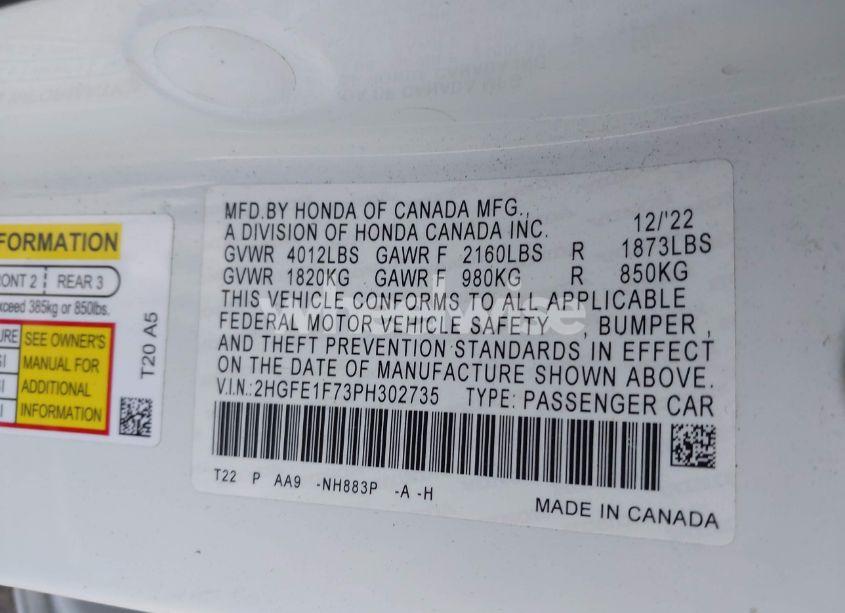 FORMATION
FRONT 2 REAR 3
exceed 385kg or 850lbs.
SEE OWNER'S
MANUAL FOR
ADDITIONAL
INFORMATION
T20 A5
MFD.BY HONDA OF CANADA MFG.,
A DIVISION OF HONDA CANADA INC. 12/'22
GVWR 4012LBS GAWR F 2160LBS R 1873LBS
GVWR 1820KG GAWR F 980KG R 850KG
THIS VEHICLE CONFORMS TO ALL APPLICABLE
FEDERAL MOTOR VEHICLE SAFETY , BUMPER ,
AND THEFT PREVENTION STANDARDS IN EFFECT
ON THE DATE OF MANUFACTURE SHOWN ABOVE.
V.I.N.:2HGFE1F73PH302735 TYPE: PASSENGER CAR
T22 P AA9 -NH883P -A -H
MADE IN CANADA